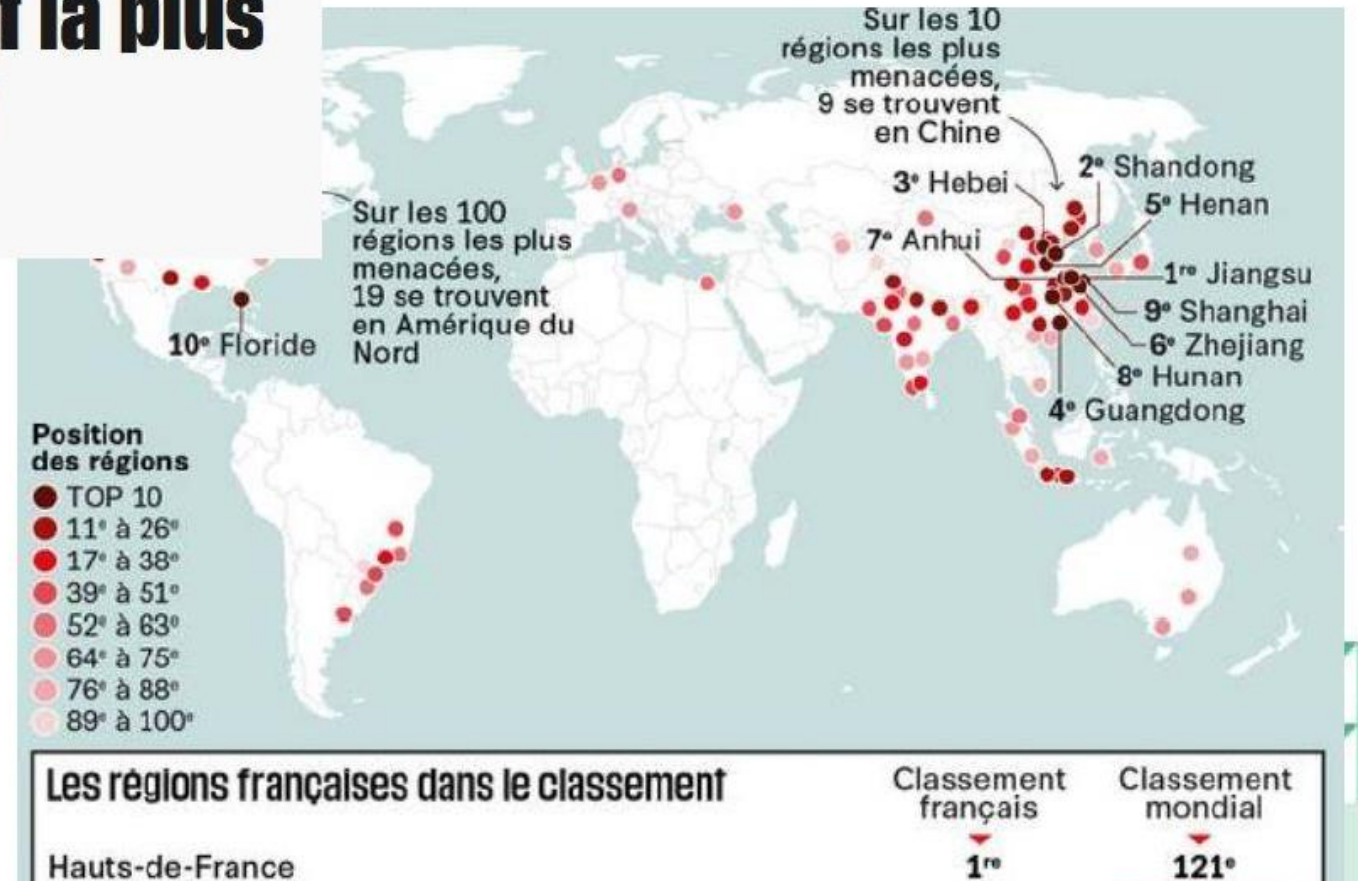 la plus
Sur les 10
régions les plus
menacées,
9 se trouvent
en Chine
2ᵉ Shandong
3ᵉ Hebei
5ᵉ Henan
Sur les 100
régions les plus
menacées,
19 se trouvent
en Amérique du
Nord
7ᵉ Anhui
1ʳᵉ Jiangsu
9ᵉ Shanghai
10ᵉ Floride
6ᵉ Zhejiang
8ᵉ Hunan
4ᵉ Guangdong
Position
des régions
TOP 10
11ᵉ à 26ᵉ
17ᵉ à 38ᵉ
39ᵉ à 51ᵉ
52ᵉ à 63ᵉ
64ᵉ à 75ᵉ
76ᵉ à 88ᵉ
89ᵉ à 100ᵉ
Les régions françaises dans le classement
Classement
français
Classement
mondial
Hauts-de-France 1ʳᵉ 121ᵉ